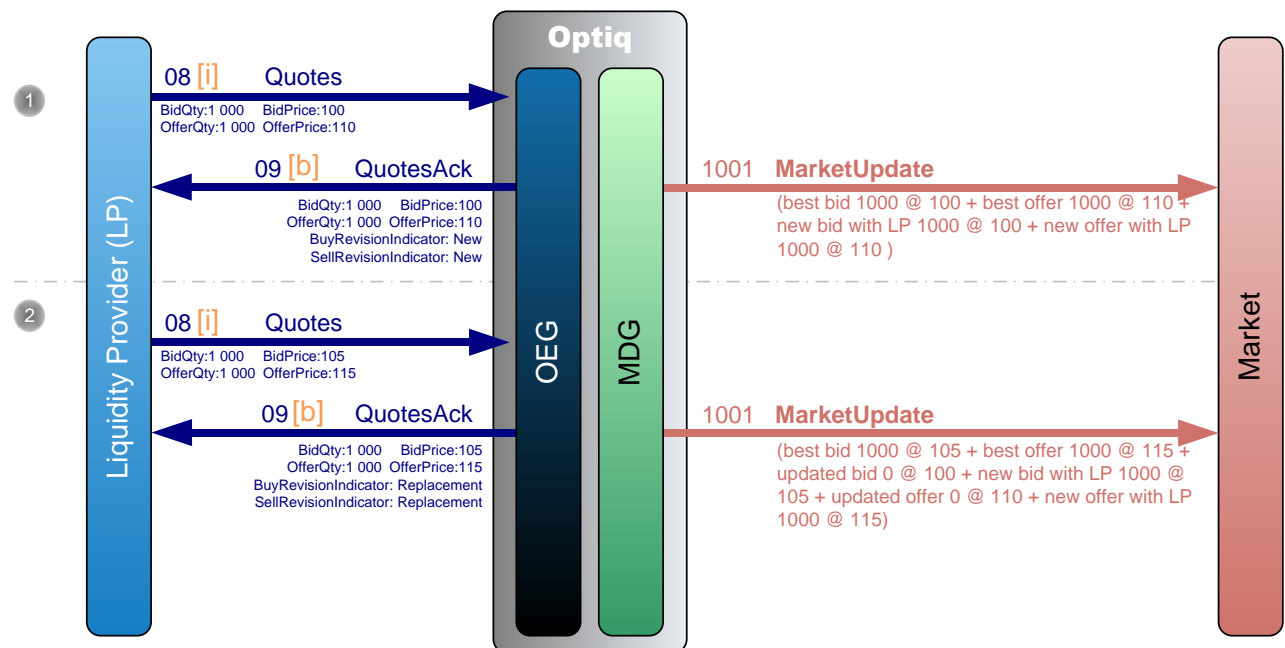 Optiq
1
08 [i] Quotes
BidQty:1 000 BidPrice:100
OfferQty:1 000 OfferPrice:110
09 [b] QuotesAck
BidQty:1 000 BidPrice:100
OfferQty:1 000 OfferPrice:110
BuyRevisionIndicator: New
SellRevisionIndicator: New
1001 MarketUpdate
(best bid 1000 @ 100 + best offer 1000 @ 110 +
new bid with LP 1000 @ 100 + new offer with LP
1000 @ 110 )
2
08 [i] Quotes
BidQty:1 000 BidPrice:105
OfferQty:1 000 OfferPrice:115
09 [b] QuotesAck
BidQty:1 000 BidPrice:105
OfferQty:1 000 OfferPrice:115
BuyRevisionIndicator: Replacement
SellRevisionIndicator: Replacement
1001 MarketUpdate
(best bid 1000 @ 105 + best offer 1000 @ 115 +
updated bid 0 @ 100 + new bid with LP 1000 @
105 + updated offer 0 @ 110 + new offer with LP
1000 @ 115)
Liquidity Provider (LP)
OEG
MDG
Market